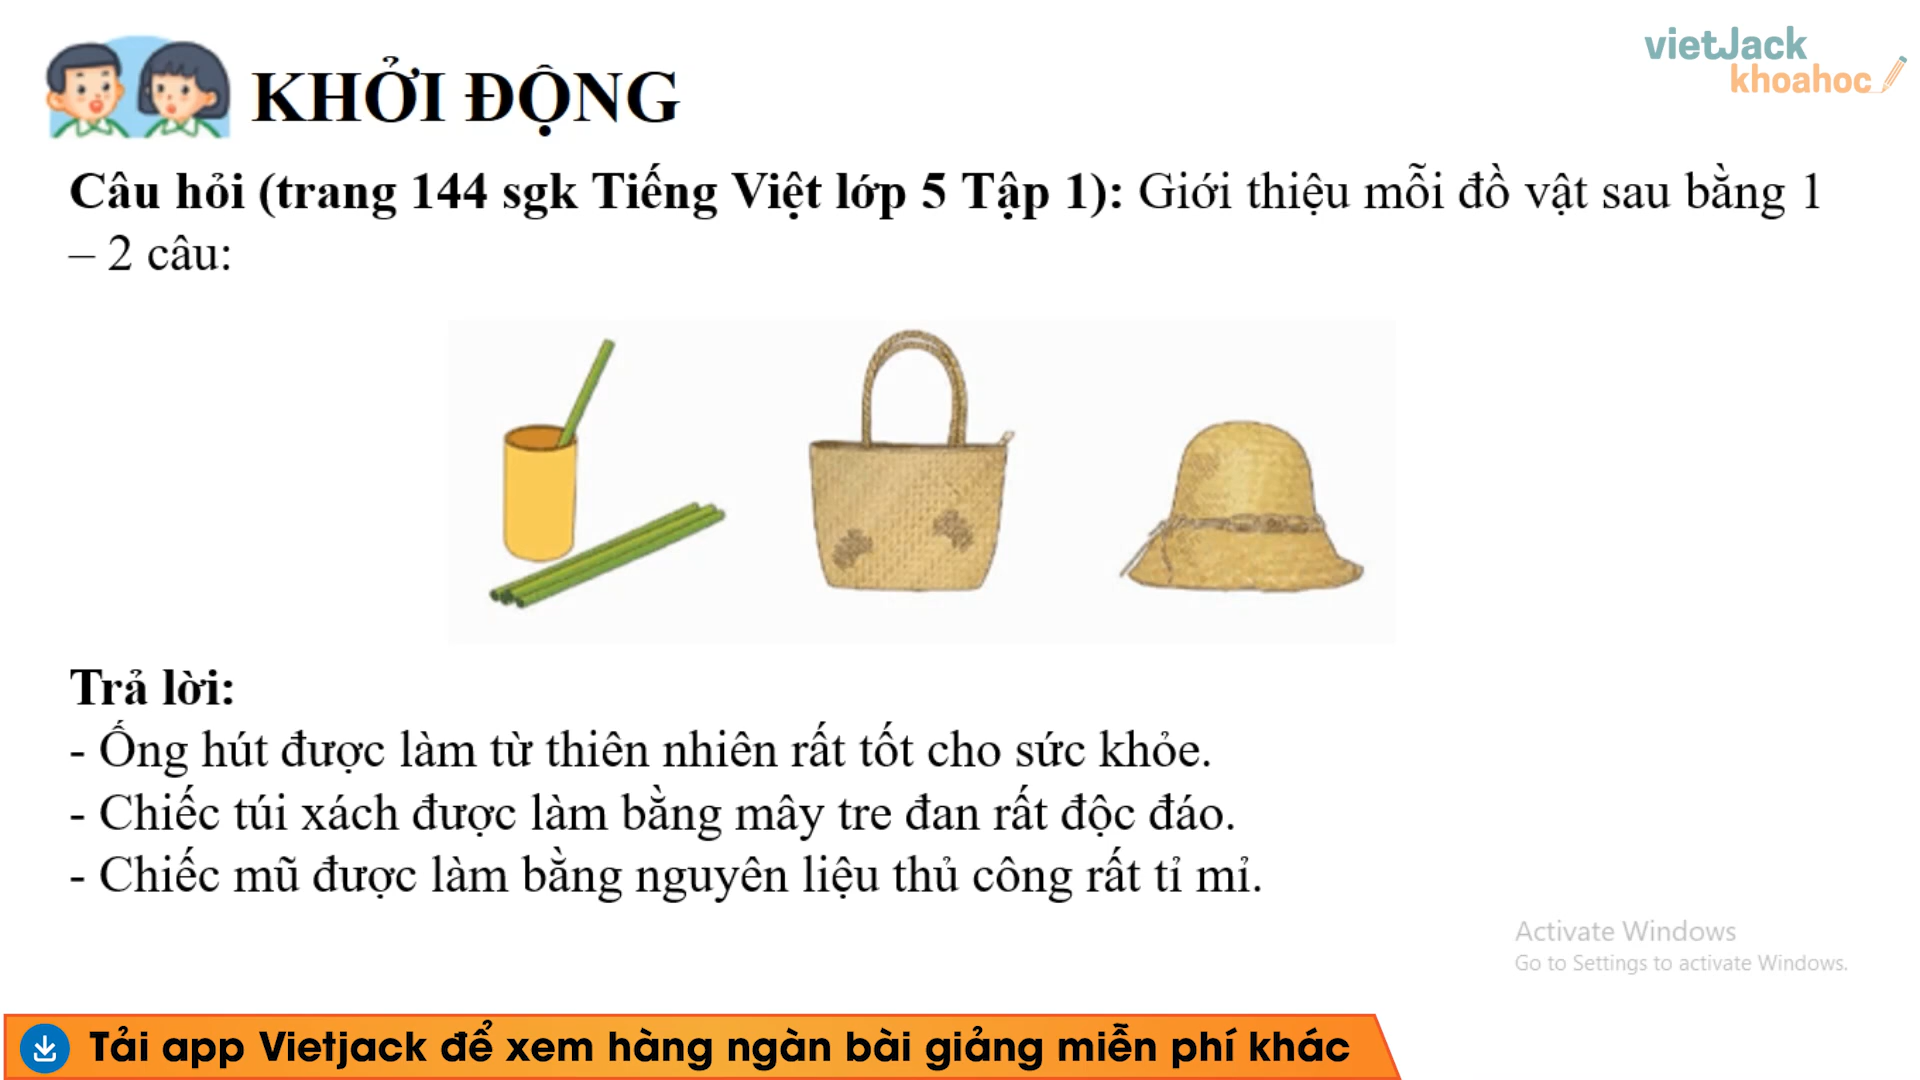 vietJack
khoahoc
KHỞI ĐỘNG
Câu hỏi (trang 144 sgk Tiếng Việt lớp 5 Tập 1): Giới thiệu mỗi đồ vật sau bằng 1
– 2 câu:
Trả lời:
- Ống hút được làm từ thiên nhiên rất tốt cho sức khỏe.
- Chiếc túi xách được làm bằng mây tre đan rất độc đáo.
- Chiếc mũ được làm bằng nguyên liệu thủ công rất tỉ mỉ.
Activate Windows
Go to Settings to activate Windows.
Tải app Vietjack để xem hàng ngàn bài giảng miễn phí khác